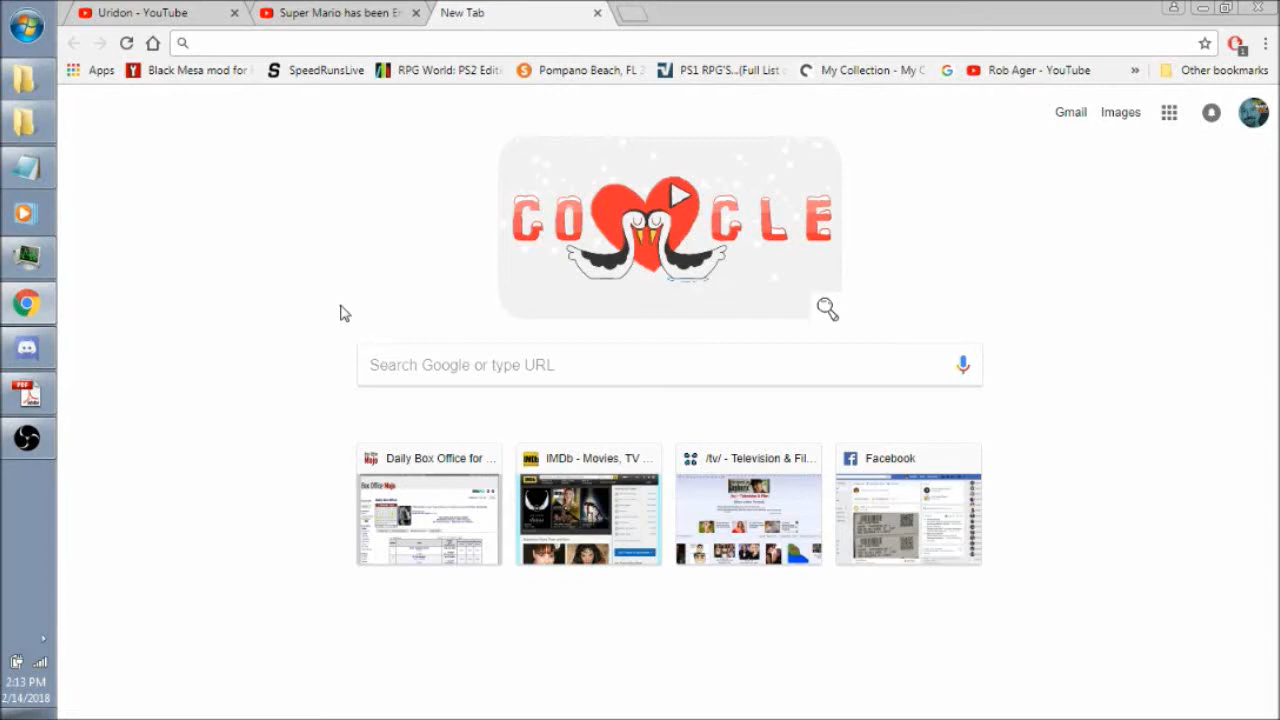 Uridon - YouTube
Super Mario has been E
New Tab
Apps
Black Mesa mod for
SpeedRunsLive
RPG World: PS2 Edit
Pompano Beach, FL
PS1 RPG'S...(Full List
My Collection - My C
Rob Ager - YouTube
»
Other bookmarks
Gmail
Images
GO GLE
Search Google or type URL
Daily Box Office for ...
IMDb - Movies, TV ...
/tv/ - Television & Fil...
Facebook
PDF
2:13 PM
2/14/2018